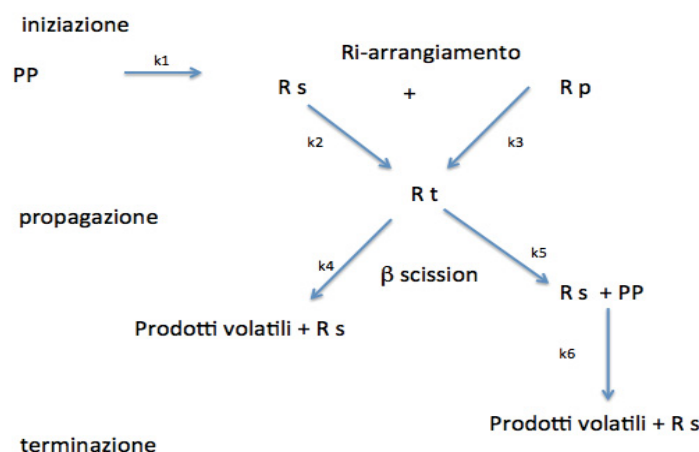 iniziazione
PP
k1
Ri-arrangiamento
R s
+
R p
k2
k3
R t
propagazione
k4
β scission
k5
R s + PP
Prodotti volatili + R s
k6
Prodotti volatili + R s
terminazione